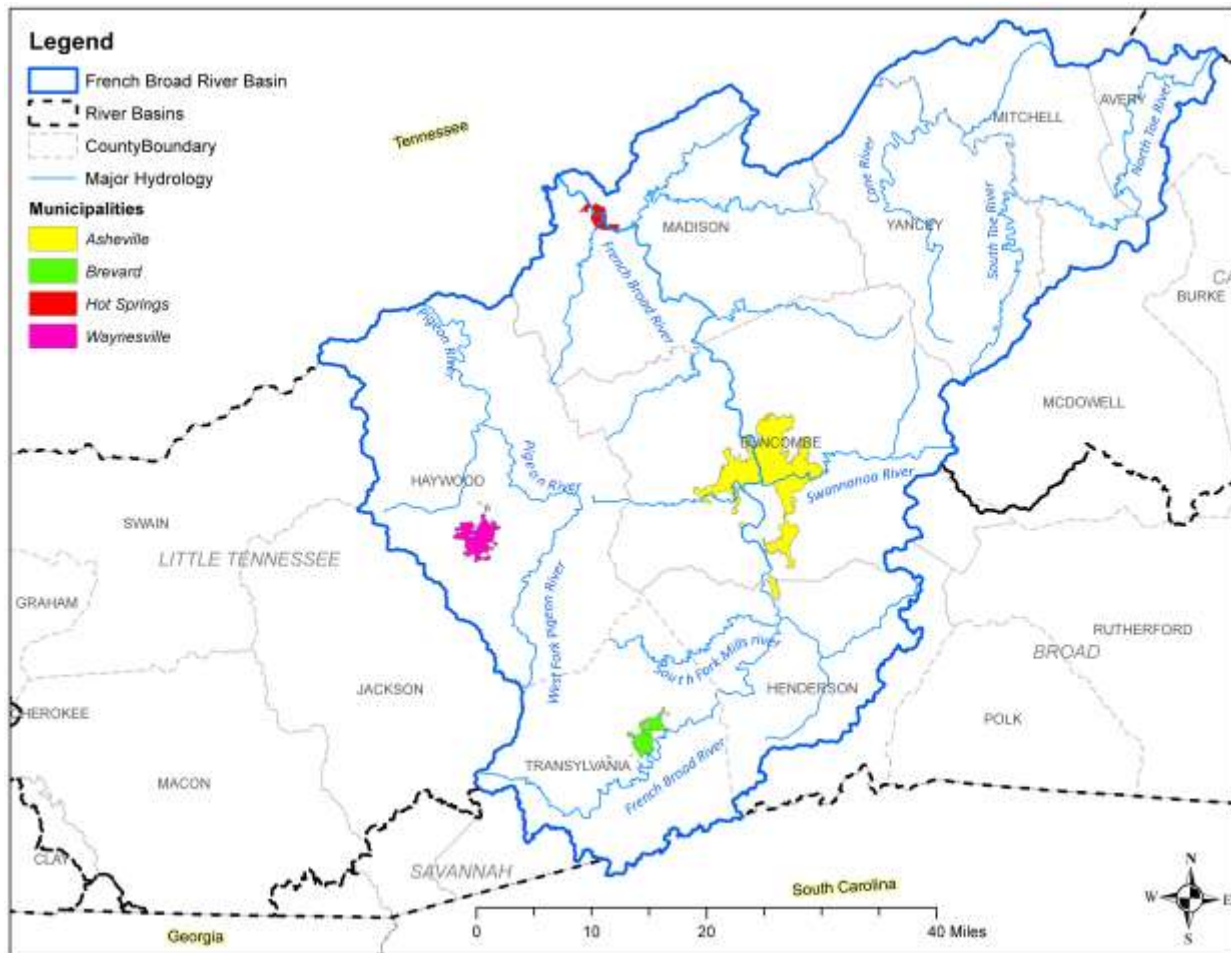 Legend
French Broad River Basin
River Basins
CountyBoundary
Major Hydrology
Municipalities
Asheville
Brevard
Hot Springs
Waynesville
Tennessee
AVERY
MITCHELL
North Toe River
Cane River
YANCEY
South Toe River
MADISON
French Broad River
BURKE
CA
Pigeon River
MCDOWELL
BUNCOMBE
Swannanoa River
Pigeon River
HAYWOOD
SWAIN
LITTLE TENNESSEE
GRAHAM
West Fork Pigeon River
RUTHERFORD
BROAD
South Fork Mills river
HENDERSON
JACKSON
HEROKEE
POLK
TRANSYLVANIA
French Broad River
MACON
CLAY
SAVANNAH
South Carolina
Georgia
0 10 20 40 Miles
N
W E
S